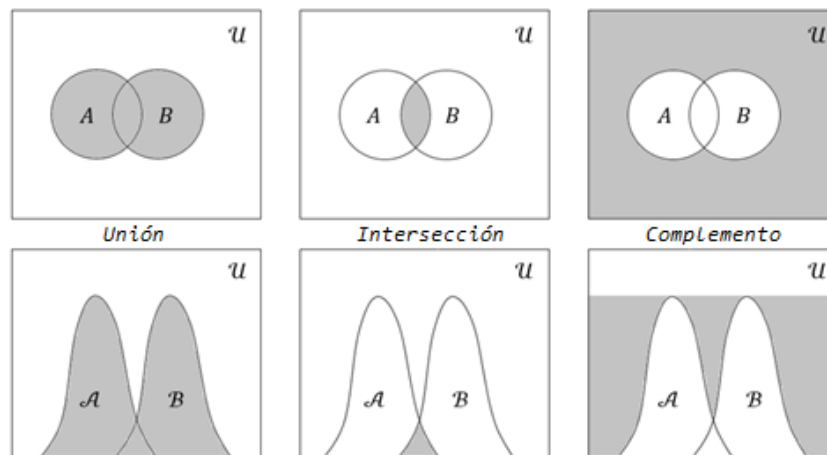 𝒰 𝒰 𝒰
A B A B A B
Unión Intersección Complemento
𝒰 𝒰 𝒰
𝒜 ℬ 𝒜 ℬ 𝒜 ℬ